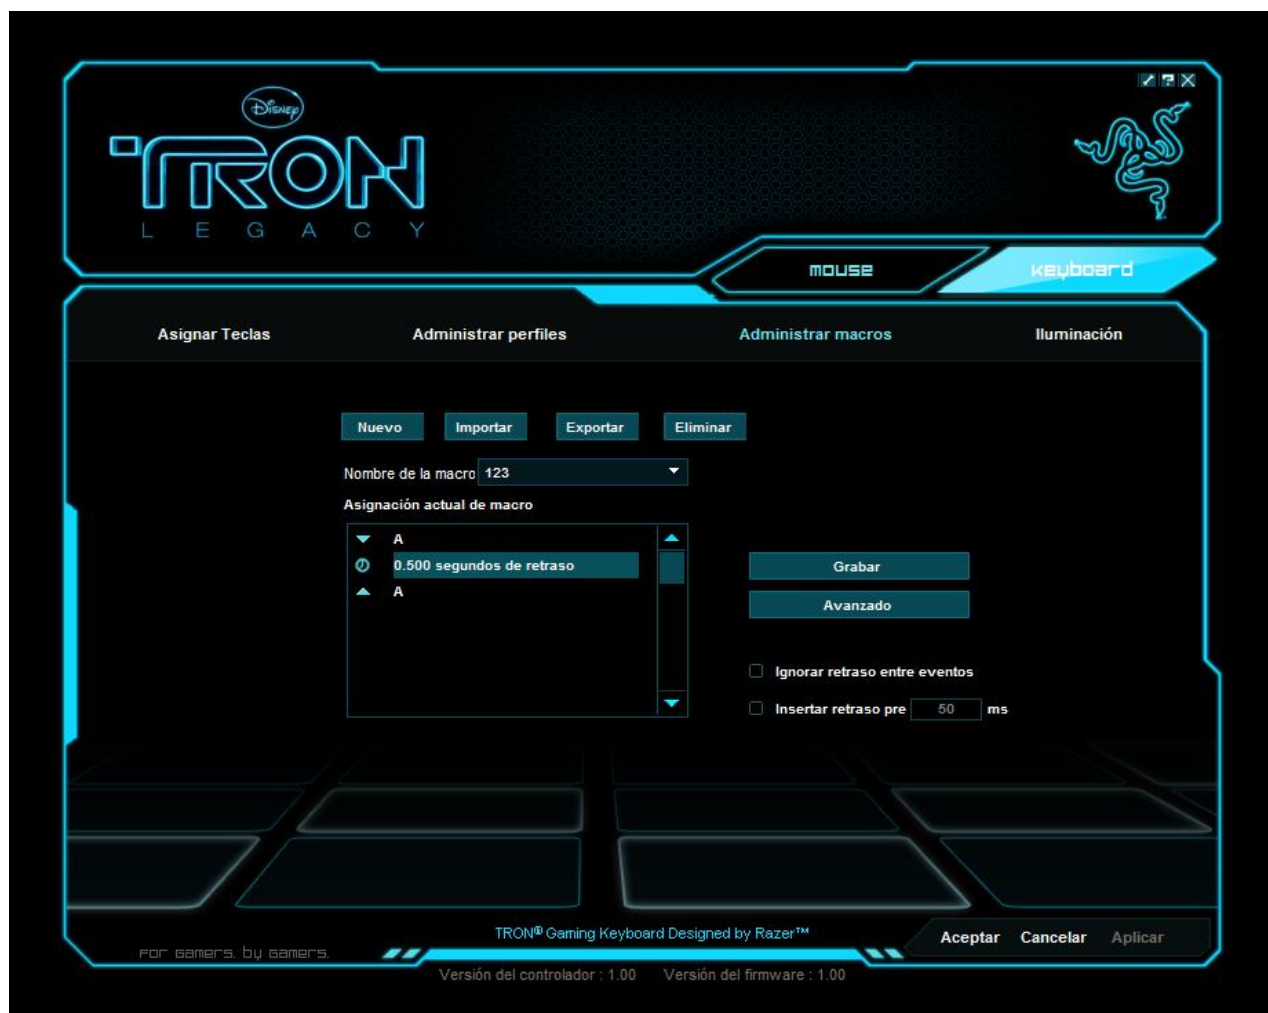 Disney
TRON
LEGACY
mouse
keyboard
Asignar Teclas
Administrar perfiles
Administrar macros
Iluminación
Nuevo
Importar
Exportar
Eliminar
Nombre de la macro 123
Asignación actual de macro
A
0.500 segundos de retraso
A
Grabar
Avanzado
Ignorar retraso entre eventos
Insertar retraso pre 50 ms
TRON® Gaming Keyboard Designed by Razer™
Aceptar
Cancelar
Aplicar
For Gamers. by Gamers.
Versión del controlador : 1.00
Versión del firmware : 1.00